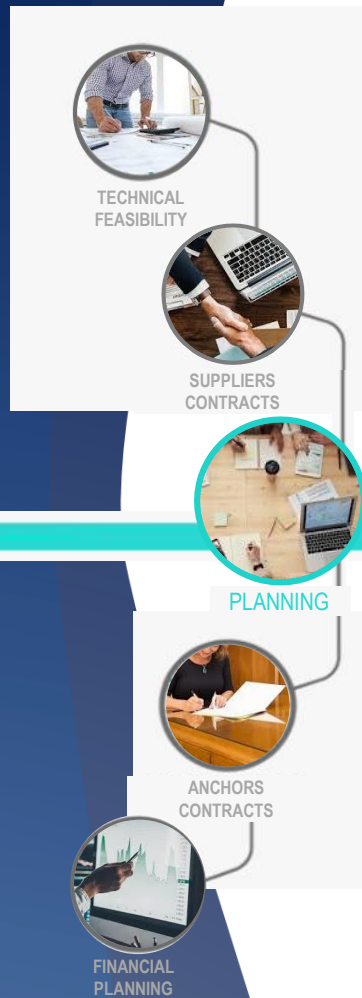 TECHNICAL
FEASIBILITY
SUPPLIERS
CONTRACTS
PLANNING
ANCHORS
CONTRACTS
FINANCIAL
PLANNING